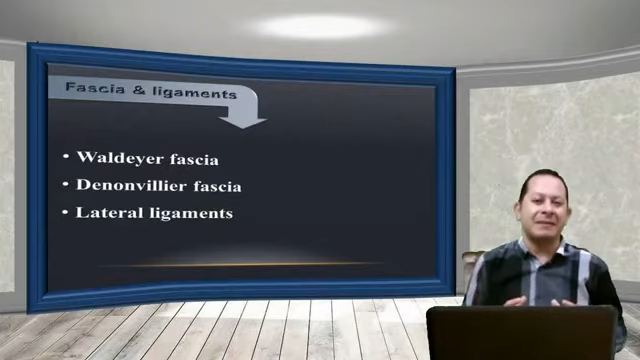 Fascia & ligaments
• Waldeyer fascia
• Denonvillier fascia
• Lateral ligaments